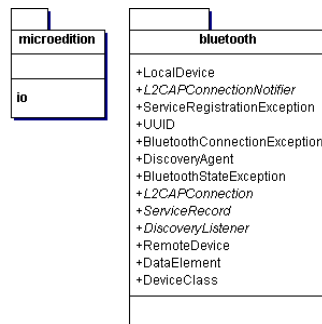 microedition
io
bluetooth
+LocalDevice
+L2CAPConnectionNotifier
+ServiceRegistrationException
+UUID
+BluetoothConnectionException
+DiscoveryAgent
+BluetoothStateException
+L2CAPConnection
+ServiceRecord
+DiscoveryListener
+RemoteDevice
+DataElement
+DeviceClass